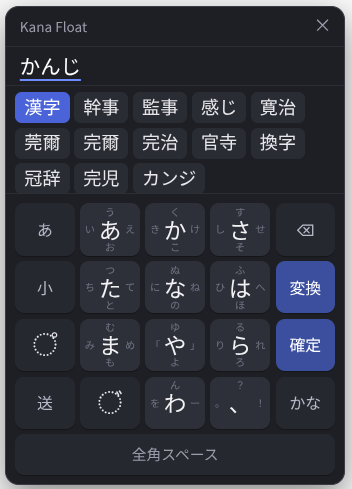 Kana Float
かんじ
漢字 幹事 監事 感じ 寛治
莞爾 完爾 完治 官寺 換字
冠辞 完児 カンジ
う く す
あ い あ え き か け し さ せ ⌫
お こ そ
つ ぬ ふ
小 ち た て に な ね ひ は へ 変換
と の ほ
む ゆ る
゜ み ま め 「 や 」 り ら れ 確定
も よ ろ
ん ？
送 ゛ を わ ー 。 、 ！ かな
全角スペース